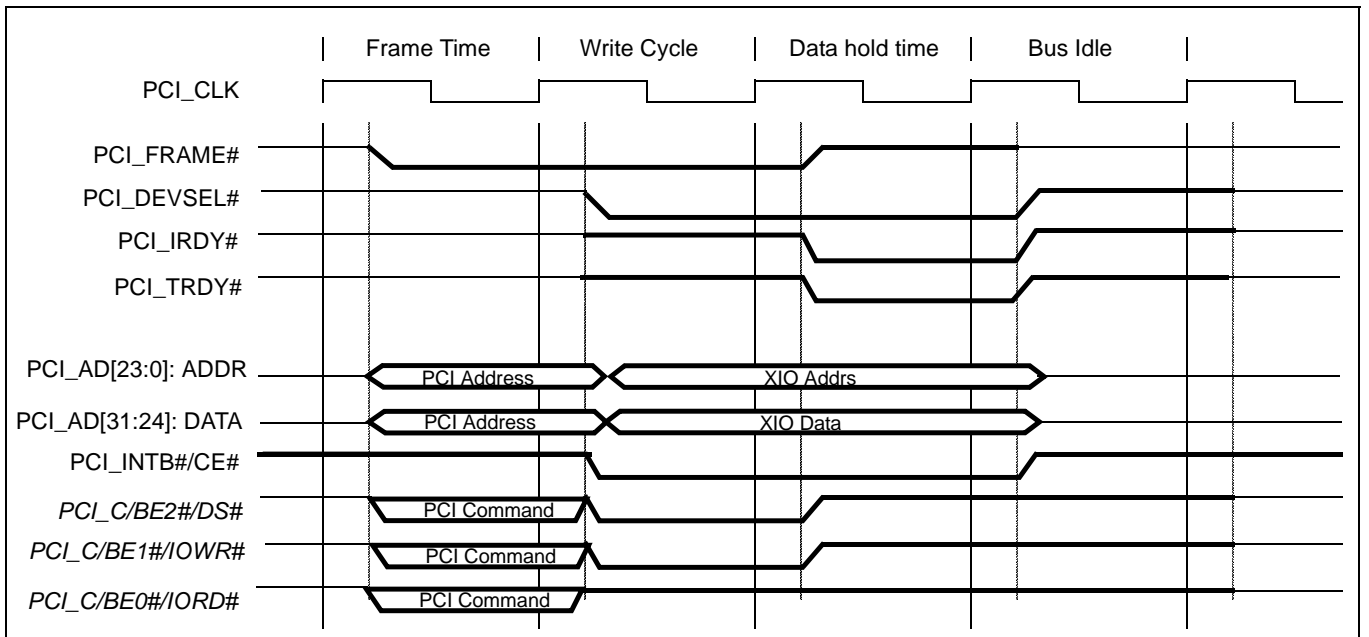 Frame Time Write Cycle Data hold time Bus Idle
PCI_CLK
PCI_FRAME#
PCI_DEVSEL#
PCI_IRDY#
PCI_TRDY#
PCI_AD[23:0]: ADDR PCI Address XIO Addrs
PCI_AD[31:24]: DATA PCI Address XIO Data
PCI_INTB#/CE#
PCI_C/BE2#/DS# PCI Command
PCI_C/BE1#/IOWR# PCI Command
PCI_C/BE0#/IORD# PCI Command